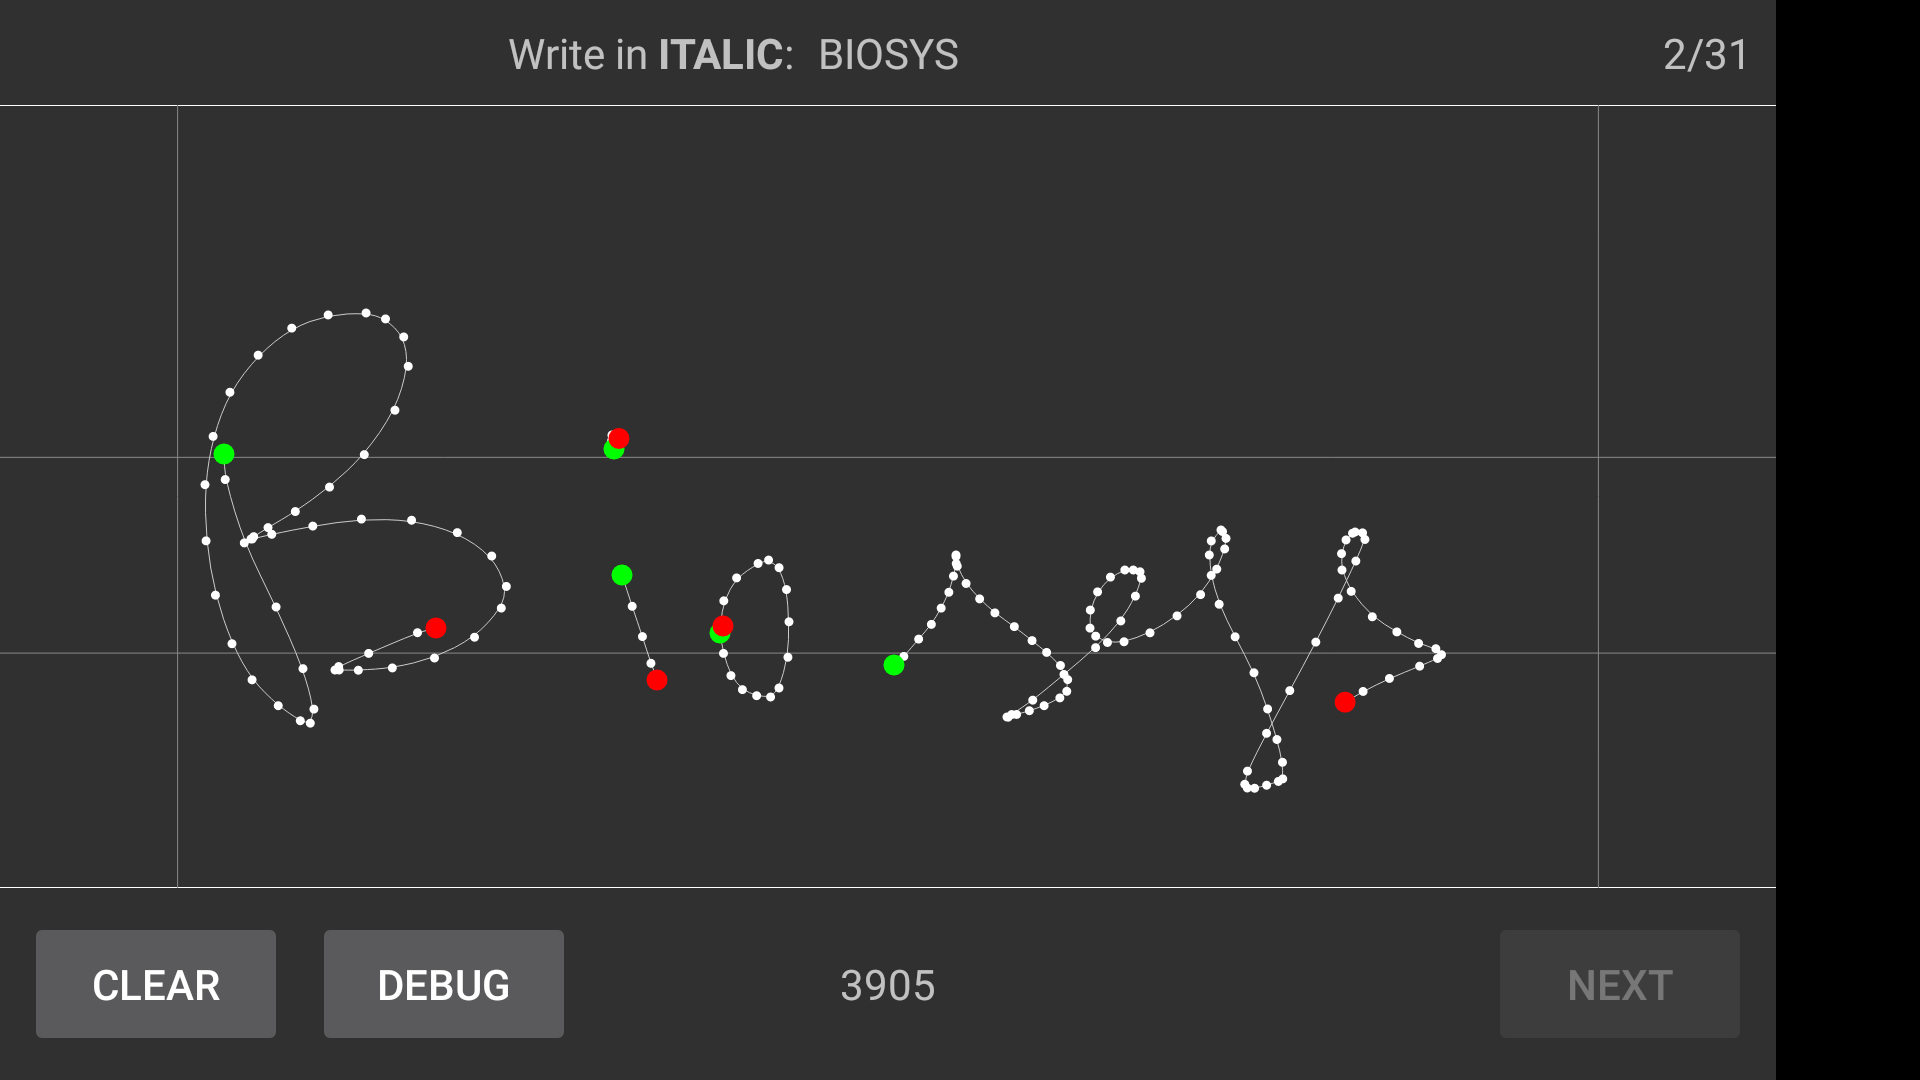 Write in ITALIC: BIOSYS
2/31
Biosys
CLEAR
DEBUG
3905
NEXT